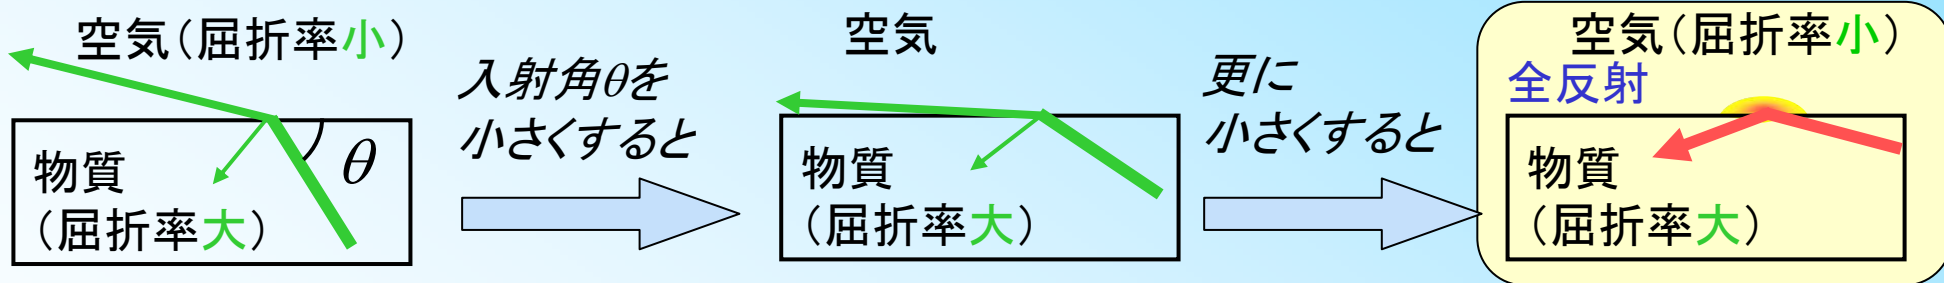 空気(屈折率小)
θ
物質
(屈折率大)
入射角θを
小さくすると
空気
物質
(屈折率大)
更に
小さくすると
空気(屈折率小)
全反射
物質
(屈折率大)